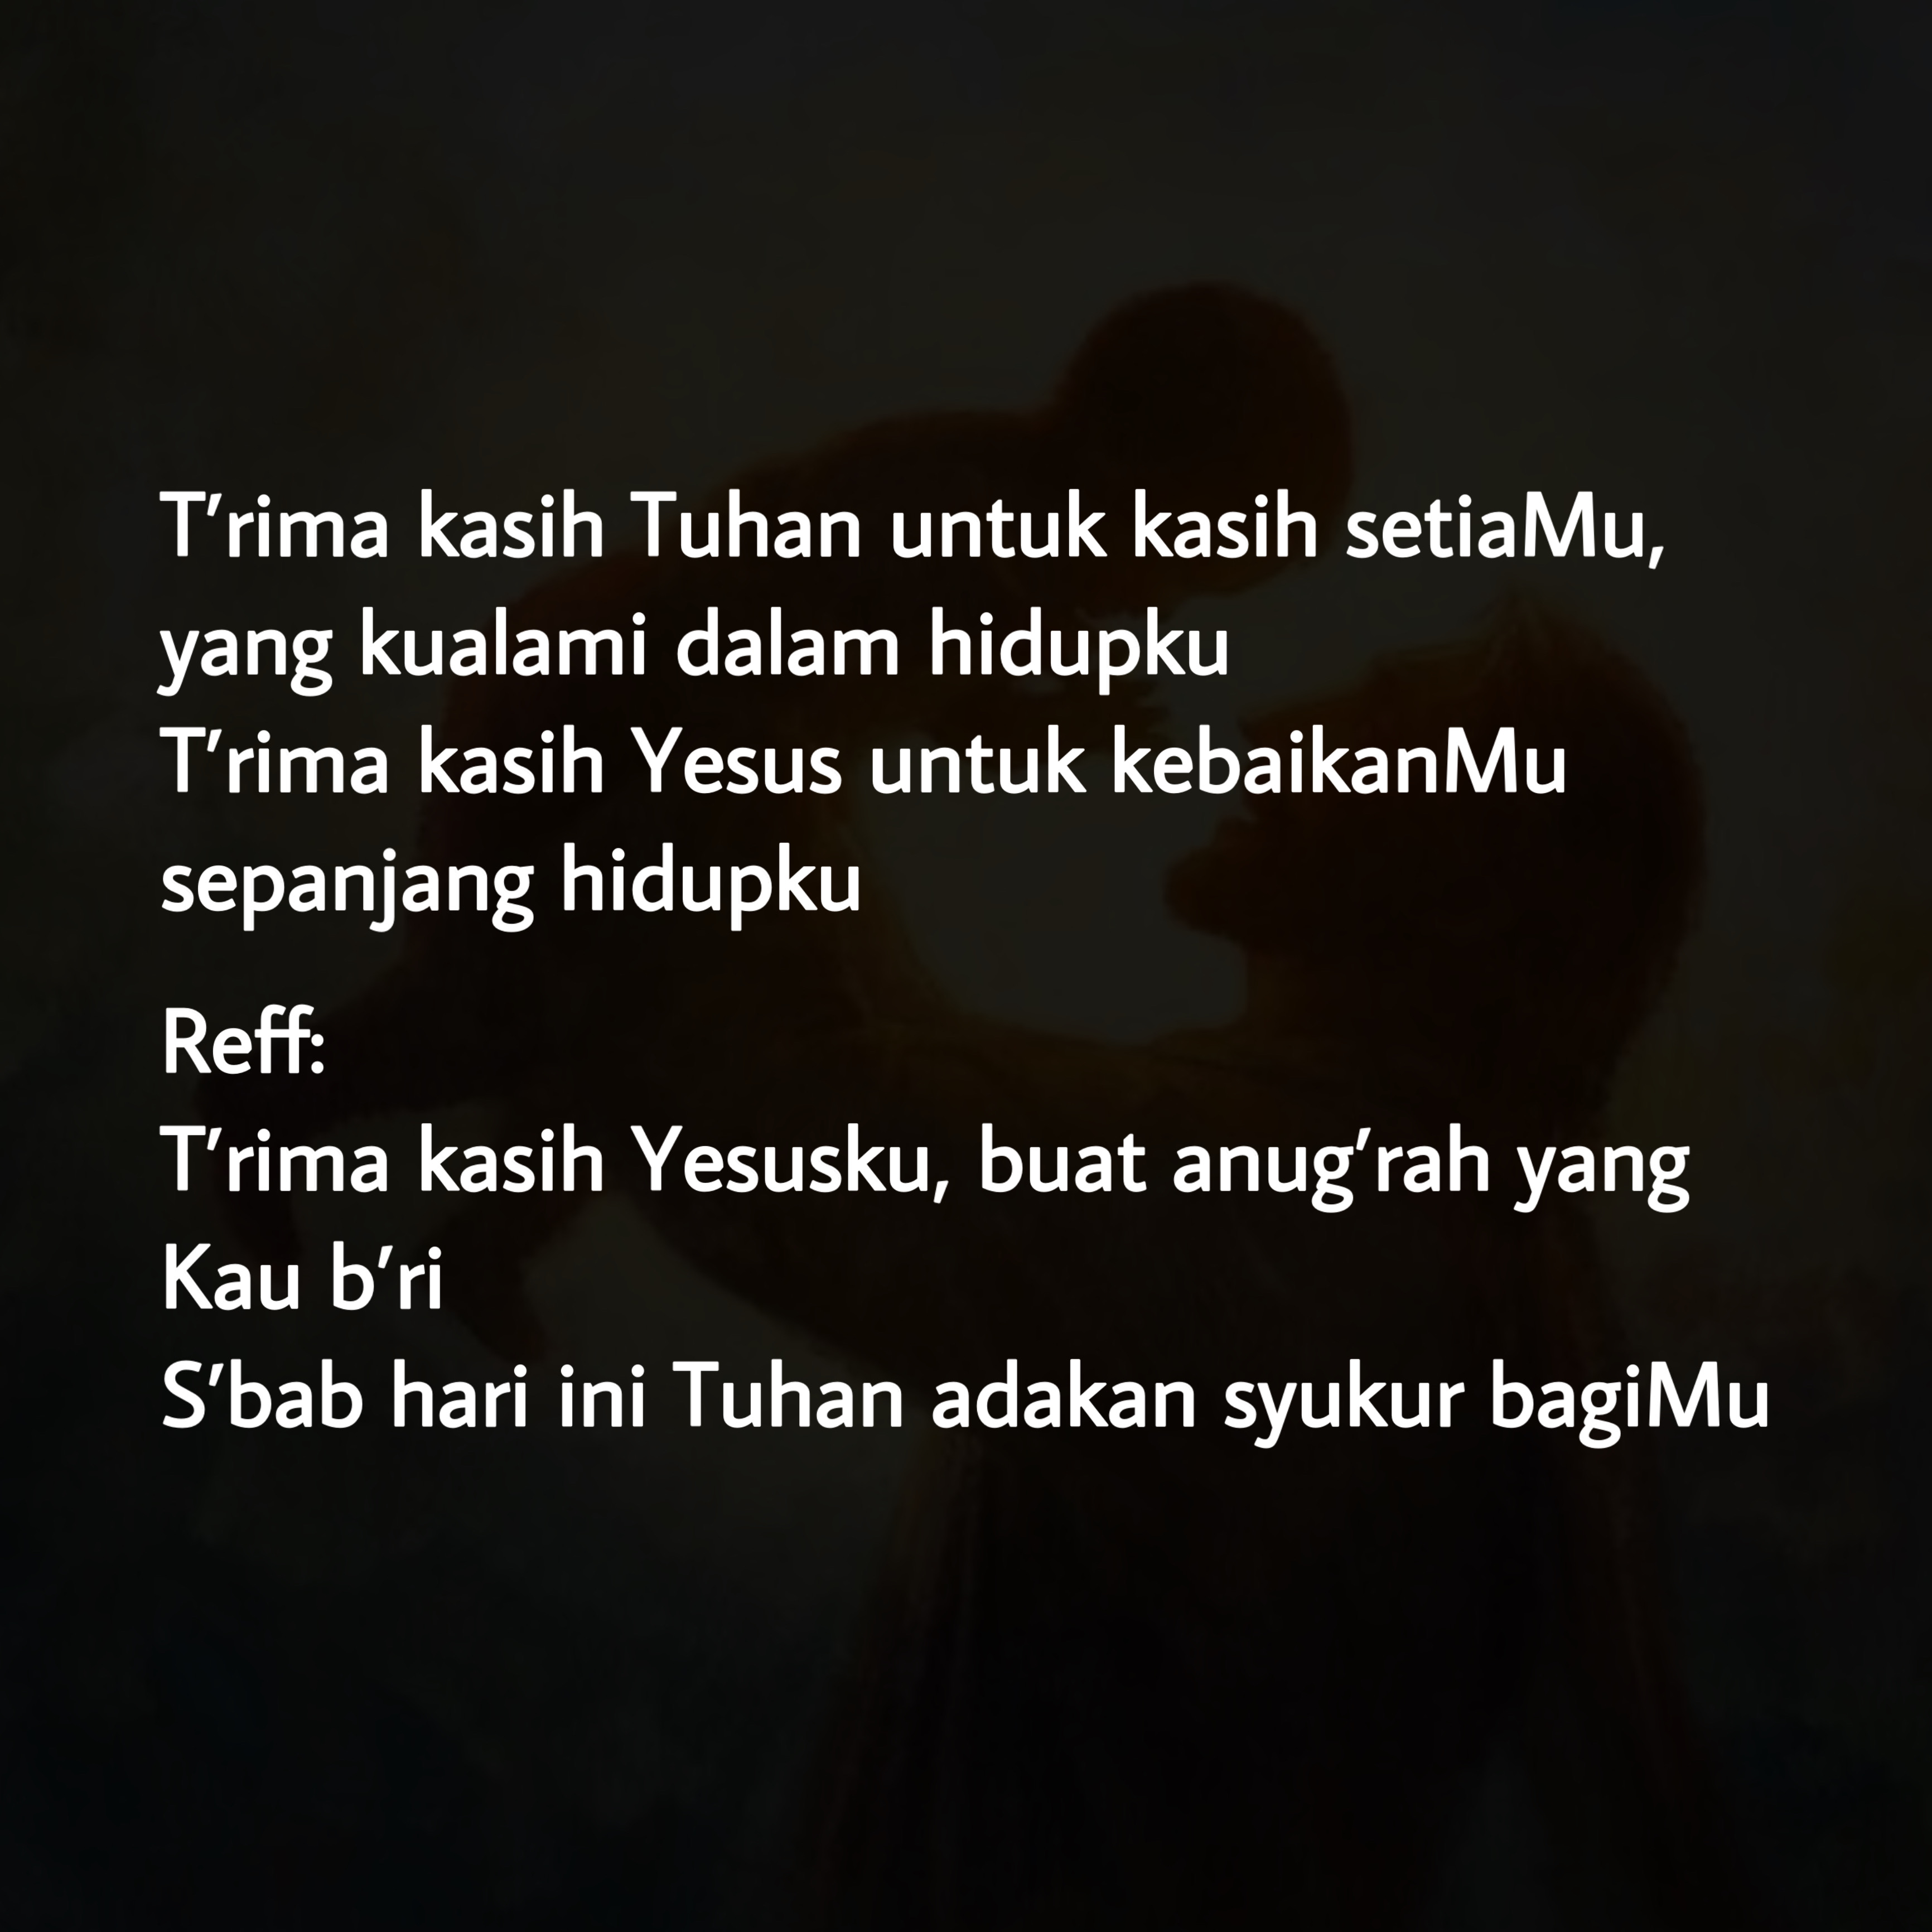 T'rima kasih Tuhan untuk kasih setiaMu,
yang kualami dalam hidupku
T'rima kasih Yesus untuk kebaikanMu
sepanjang hidupku
Reff:
T'rima kasih Yesusku, buat anug'rah yang
Kau b'ri
S'bab hari ini Tuhan adakan syukur bagiMu